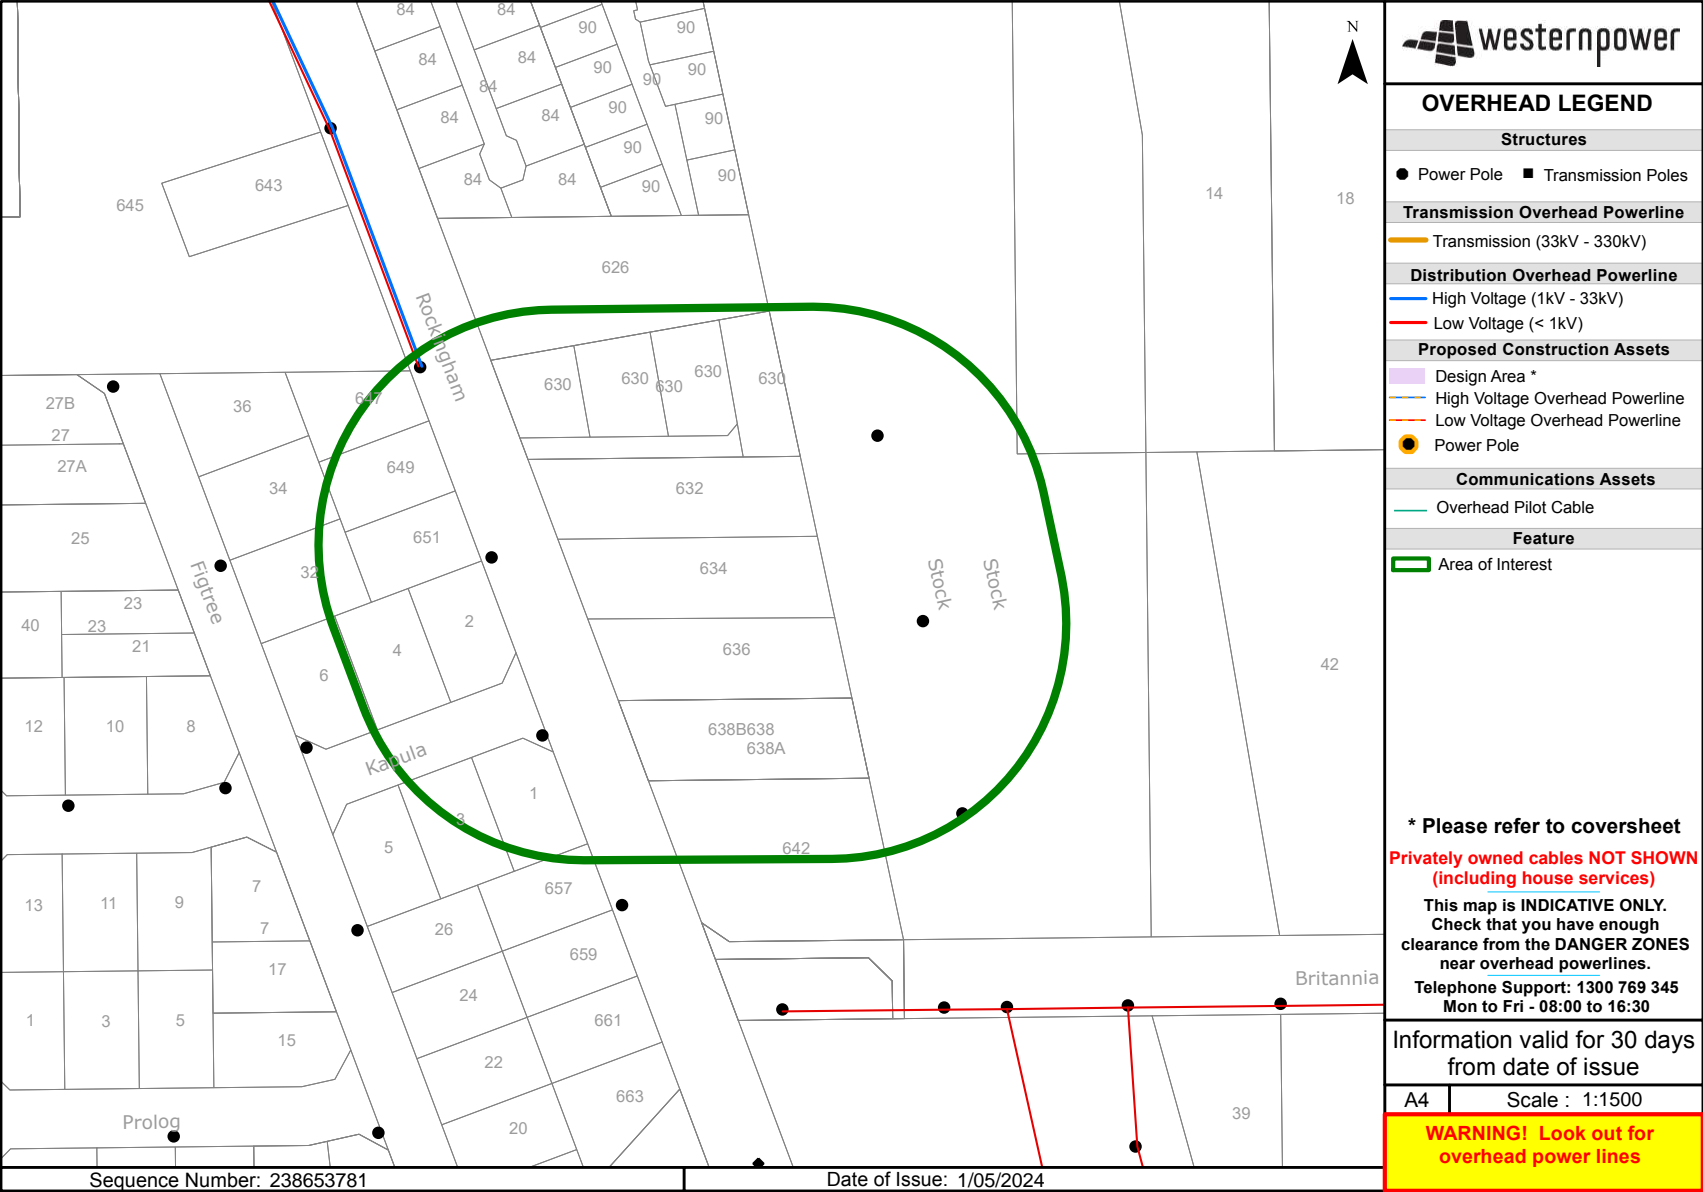 84
84
90
90
84
84
90
90
84
90
84
84
90
90
90
84
84
90
90
643
645
14
18
626
Rockingham
630
630
630
630
630
27B
27
27A
36
647
649
34
632
25
651
32
Figtree
634
Stock
Stock
23
23
40
21
2
4
6
636
42
12
10
8
638B638
638A
Kapula
1
3
5
642
13
11
9
7
7
657
26
659
17
24
Britannia
1
3
5
661
15
22
663
20
Prolog
39
N
westernpower
OVERHEAD LEGEND
Structures
Power Pole Transmission Poles
Transmission Overhead Powerline
Transmission (33kV - 330kV)
Distribution Overhead Powerline
High Voltage (1kV - 33kV)
Low Voltage (< 1kV)
Proposed Construction Assets
Design Area *
High Voltage Overhead Powerline
Low Voltage Overhead Powerline
Power Pole
Communications Assets
Overhead Pilot Cable
Feature
Area of Interest
* Please refer to coversheet
Privately owned cables NOT SHOWN
(including house services)
This map is INDICATIVE ONLY.
Check that you have enough
clearance from the DANGER ZONES
near overhead powerlines.
Telephone Support: 1300 769 345
Mon to Fri - 08:00 to 16:30
Information valid for 30 days
from date of issue
A4 Scale : 1:1500
WARNING! Look out for
overhead power lines
Sequence Number: 238653781
Date of Issue: 1/05/2024